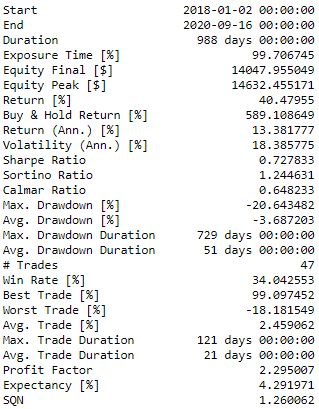 Start 2018-01-02 00:00:00
End 2020-09-16 00:00:00
Duration 988 days 00:00:00
Exposure Time [%] 99.706745
Equity Final [$] 14047.955049
Equity Peak [$] 14632.455171
Return [%] 40.47955
Buy & Hold Return [%] 589.108649
Return (Ann.) [%] 13.381777
Volatility (Ann.) [%] 18.385775
Sharpe Ratio 0.727833
Sortino Ratio 1.244631
Calmar Ratio 0.648233
Max. Drawdown [%] -20.643482
Avg. Drawdown [%] -3.687203
Max. Drawdown Duration 729 days 00:00:00
Avg. Drawdown Duration 51 days 00:00:00
# Trades 47
Win Rate [%] 34.042553
Best Trade [%] 99.097452
Worst Trade [%] -18.181549
Avg. Trade [%] 2.459062
Max. Trade Duration 121 days 00:00:00
Avg. Trade Duration 21 days 00:00:00
Profit Factor 2.295007
Expectancy [%] 4.291971
SQN 1.260062